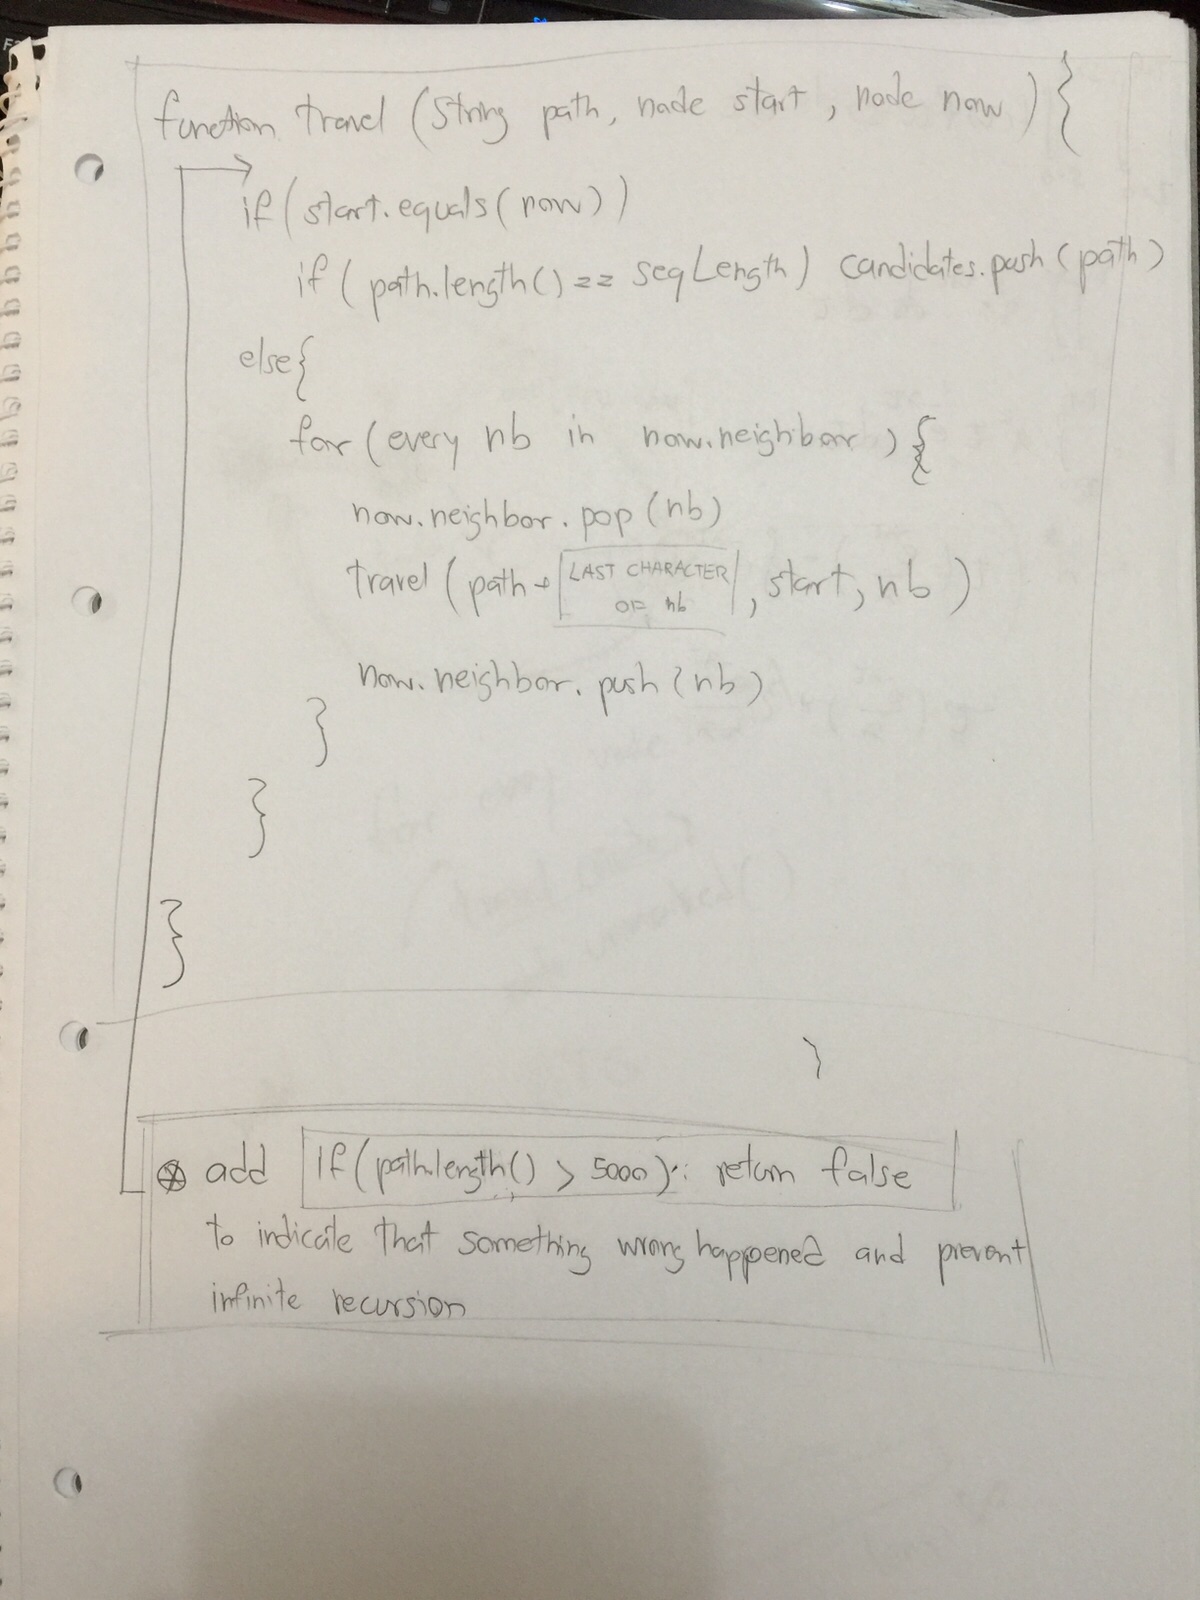 function travel (String path, node start, node now) {
if (start.equals(now))
if (path.length() == seqLength) candidates.push(path)
else{
for (every nb in now.neighbor) {
now.neighbor.pop(nb)
travel (path + LAST CHARACTER OF nb, start, nb)
now.neighbor.push(nb)
}
}
}
}
⊗ add if(path.length() > 5000): return false
to indicate that something wrong happened and prevent
infinite recursion